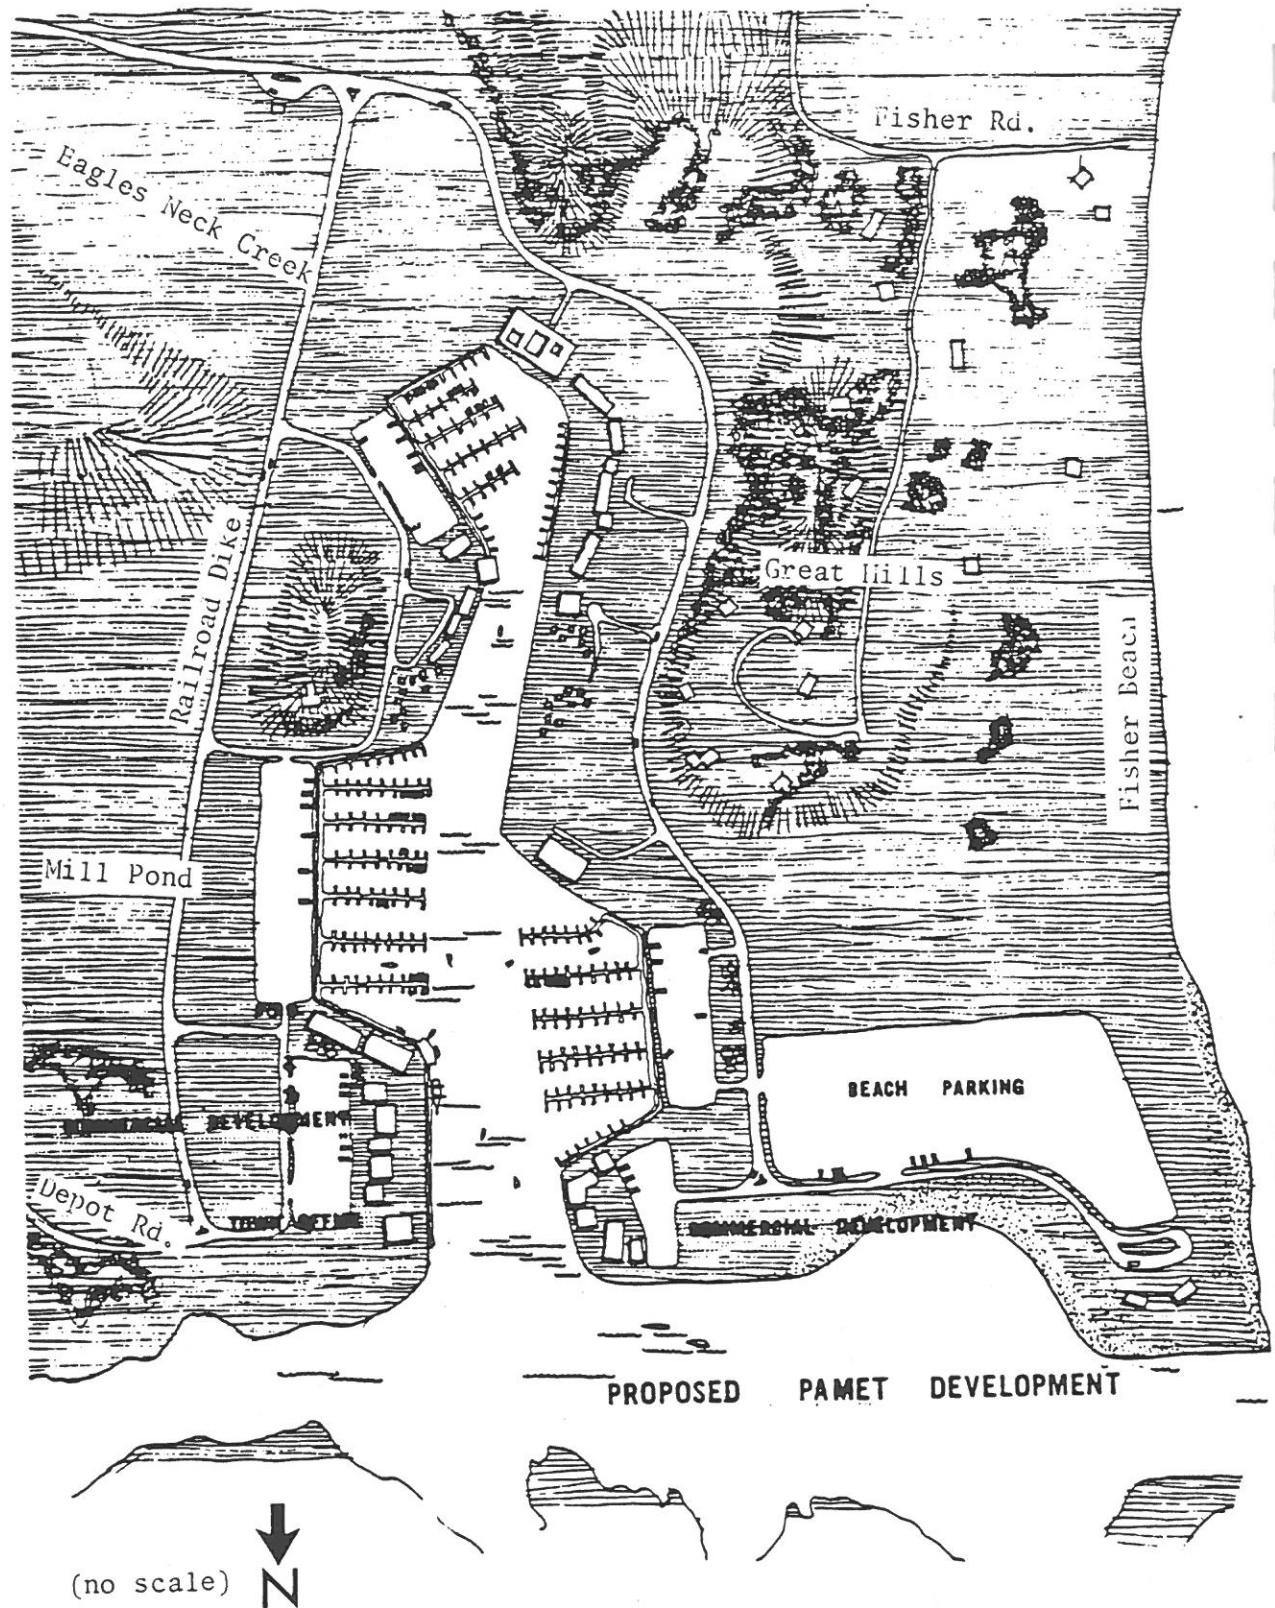 Fisher Rd.
Eagles Neck Creek
Railroad Dike
Great Hills
Fisher Beach
Mill Pond
BEACH PARKING
COMMERCIAL DEVELOPMENT
Depot Rd.
COMMERCIAL DEVELOPMENT
PROPOSED PAMET DEVELOPMENT
(no scale) N